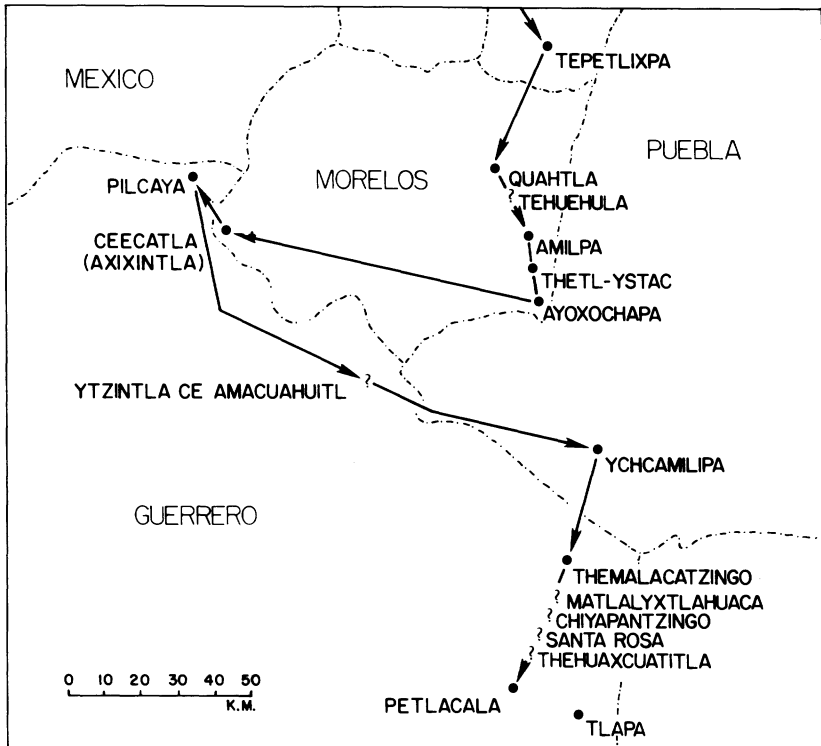 TEPETLIXPA
MEXICO
PUEBLA
QUAHTLA
MORELOS
PILCAYA
? TEHUEHULA
CEECATLA
(AXIXINTLA)
AMILPA
THETL-YSTAC
AYOXOCHAPA
YTZINTLA CE AMACUAHUITL ?
YCHCAMILIPA
GUERRERO
THEMALACATZINGO
? MATLALYXTLAHUACA
? CHIYAPANTZINGO
? SANTA ROSA
? THEHUAXCUATITLA
0 10 20 30 40 50
K.M.
PETLACALA
TLAPA